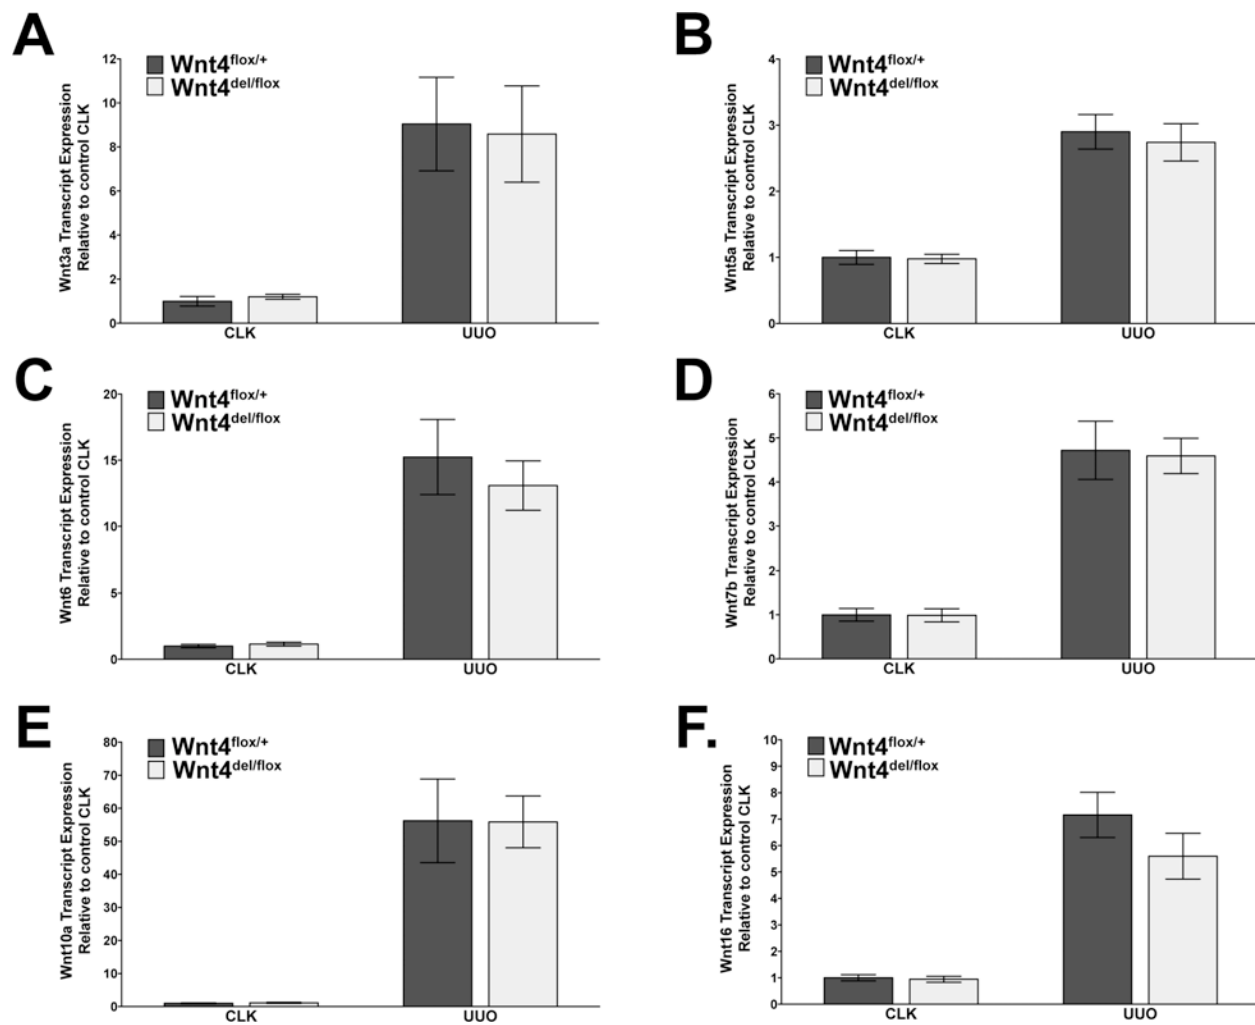 A
Wnt3a Transcript Expression
Relative to control CLK
12
10
8
6
4
2
0
Wnt4flox/+
Wnt4del/flox
CLK
UUO
B
Wnt5a Transcript Expression
Relative to control CLK
4
3
2
1
0
Wnt4flox/+
Wnt4del/flox
CLK
UUO
C
Wnt6 Transcript Expression
Relative to control CLK
20
15
10
5
0
Wnt4flox/+
Wnt4del/flox
CLK
UUO
D
Wnt7b Transcript Expression
Relative to control CLK
6
5
4
3
2
1
0
Wnt4flox/+
Wnt4del/flox
CLK
UUO
E
Wnt10a Transcript Expression
Relative to control CLK
80
70
60
50
40
30
20
10
0
Wnt4flox/+
Wnt4del/flox
CLK
UUO
F.
Wnt16 Transcript Expression
Relative to control CLK
10
9
8
7
6
5
4
3
2
1
0
Wnt4flox/+
Wnt4del/flox
CLK
UUO